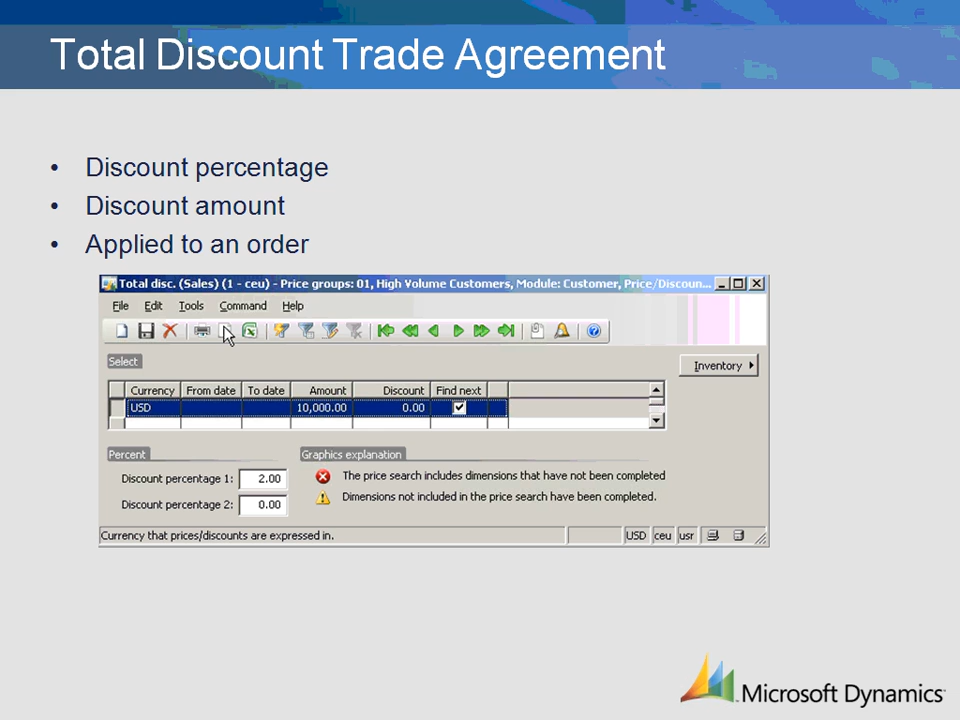 Total Discount Trade Agreement
• Discount percentage
• Discount amount
• Applied to an order
Total disc. (Sales) (1 - ceu) - Price groups: 01, High Volume Customers, Module: Customer, Price/Discoun...
File Edit Tools Command Help
Select
Inventory
Currency From date To date Amount Discount Find next
USD 10,000.00 0.00
Percent Graphics explanation
Discount percentage 1: 2.00 The price search includes dimensions that have not been completed
Discount percentage 2: 0.00 Dimensions not included in the price search have been completed.
Currency that prices/discounts are expressed in. USD ceu usr
Microsoft Dynamics